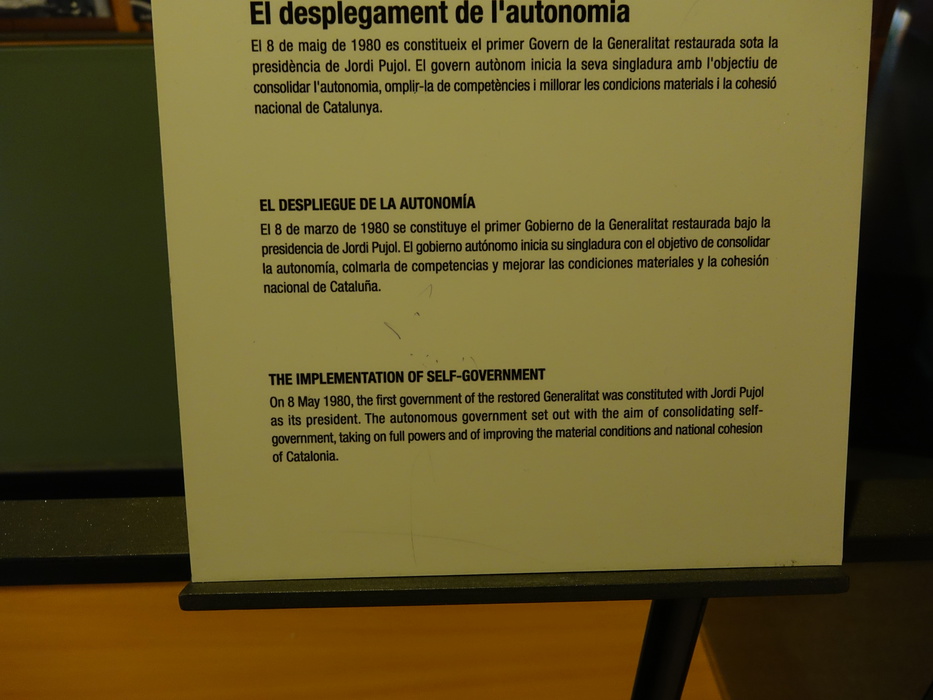 El desplegament de l'autonomia
El 8 de maig de 1980 es constitueix el primer Govern de la Generalitat restaurada sota la
presidència de Jordi Pujol. El govern autònom inicia la seva singladura amb l'objectiu de
consolidar l'autonomia, omplir-la de competències i millorar les condicions materials i la cohesió
nacional de Catalunya.
EL DESPLIEGUE DE LA AUTONOMÍA
El 8 de marzo de 1980 se constituye el primer Gobierno de la Generalitat restaurada bajo la
presidencia de Jordi Pujol. El gobierno autónomo inicia su singladura con el objetivo de consolidar
la autonomía, colmarla de competencias y mejorar las condiciones materiales y la cohesión
nacional de Cataluña.
THE IMPLEMENTATION OF SELF-GOVERNMENT
On 8 May 1980, the first government of the restored Generalitat was constituted with Jordi Pujol
as its president. The autonomous government set out with the aim of consolidating self-
government, taking on full powers and of improving the material conditions and national cohesion
of Catalonia.